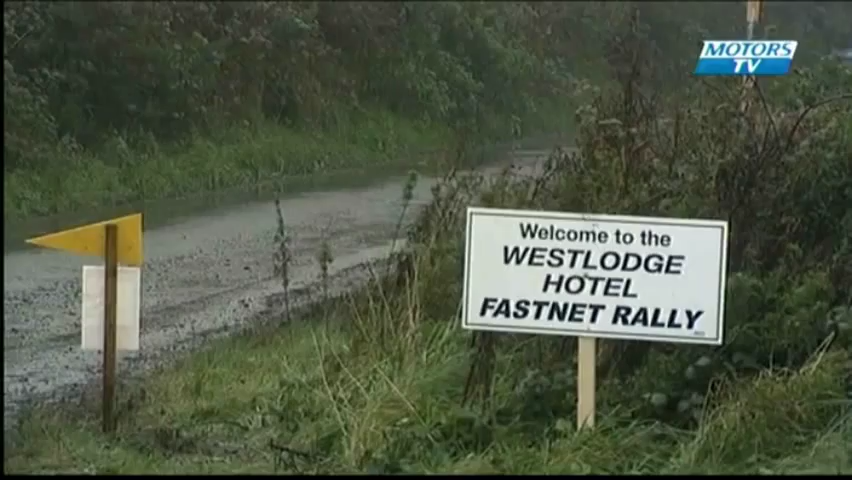 MOTORS
TV
Welcome to the
WESTLODGE
HOTEL
FASTNET RALLY